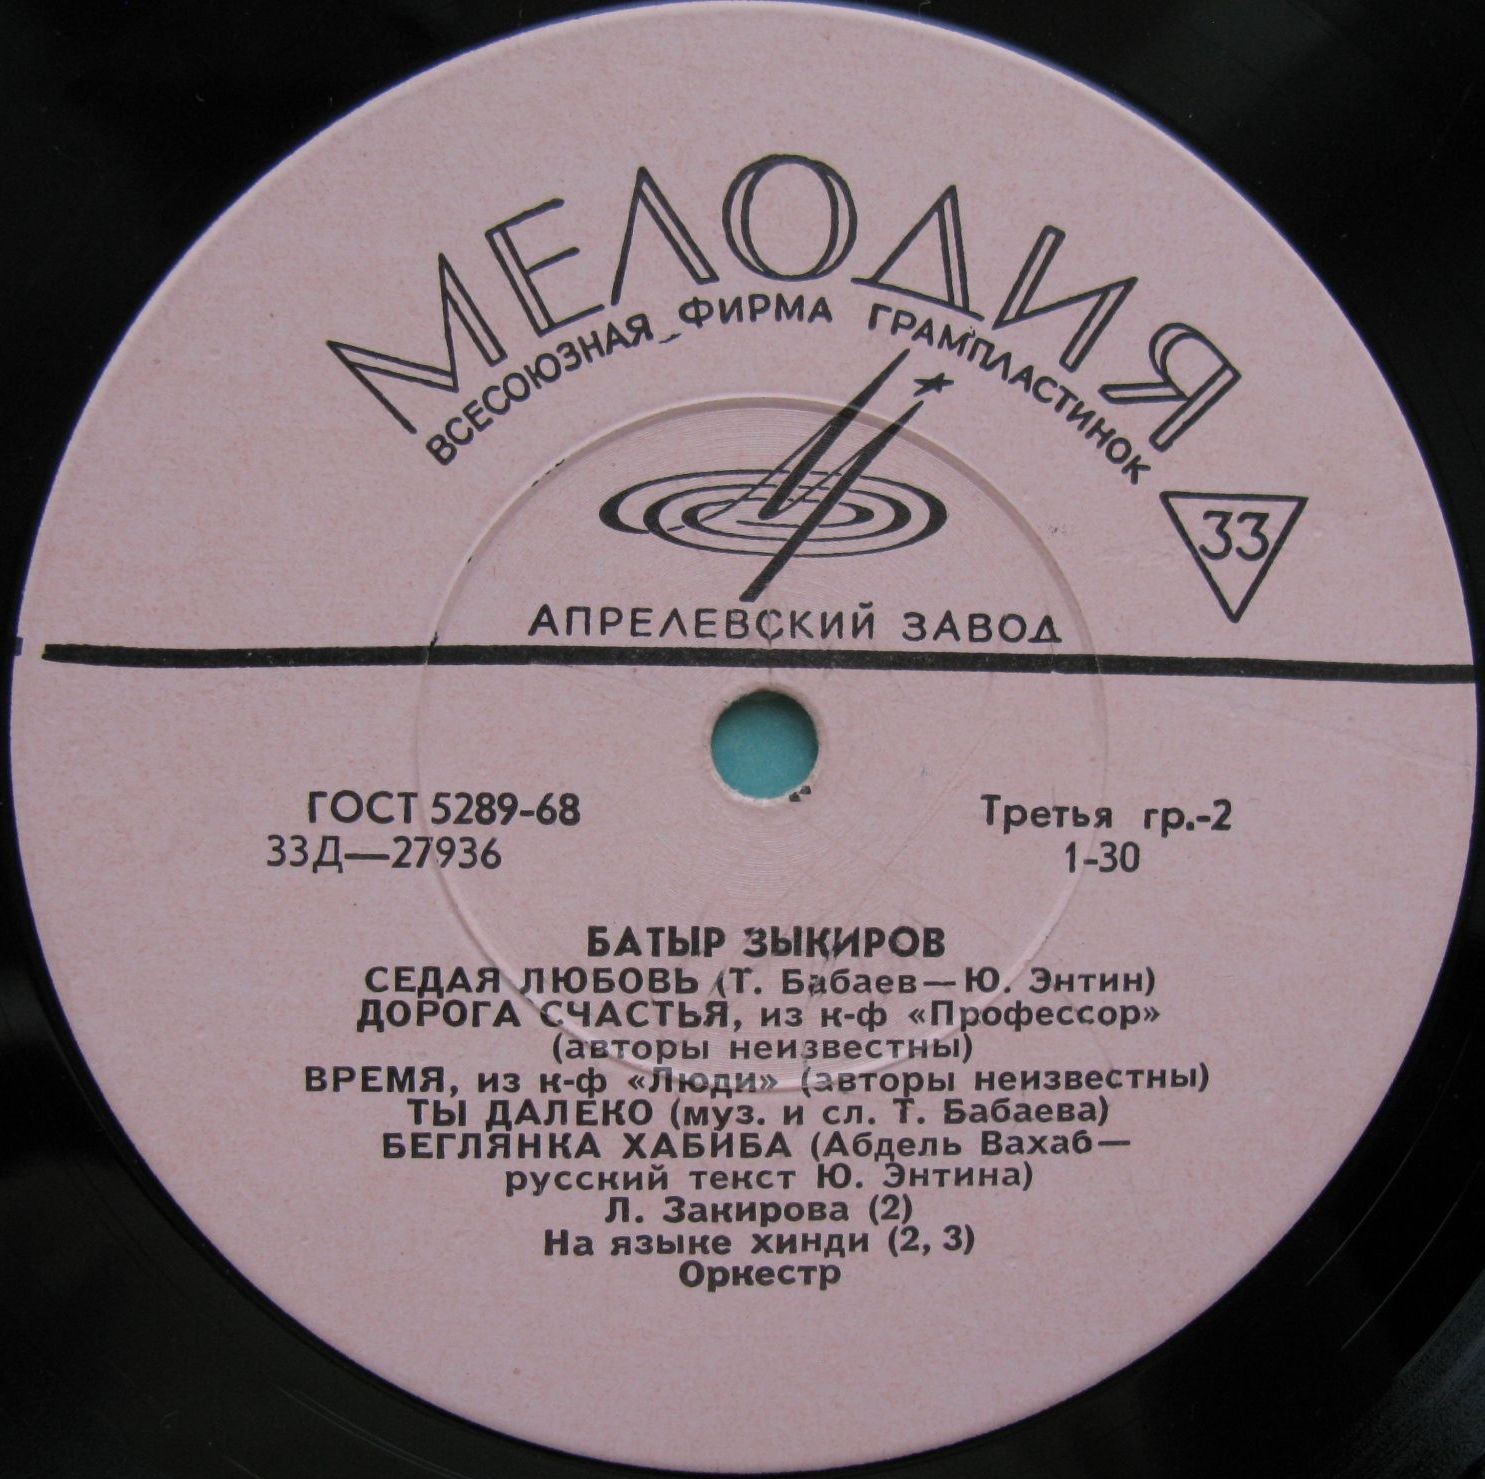 МЕЛОДИЯ
ВСЕСОЮЗНАЯ ФИРМА ГРАМПЛАСТИНОК
33
АПРЕЛЕВСКИЙ ЗАВОД
ГОСТ 5289-68
Третья гр.-2
33Д—27936
1-30
БАТЫР ЗЫКИРОВ
СЕДАЯ ЛЮБОВЬ (Т. Бабаев—Ю. Энтин)
ДОРОГА СЧАСТЬЯ, из к-ф «Профессор»
(авторы неизвестны)
ВРЕМЯ, из к-ф «Люди» (авторы неизвестны)
ТЫ ДАЛЕКО (муз. и сл. Т. Бабаева)
БЕГЛЯНКА ХАБИБА (Абдель Вахаб—
русский текст Ю. Энтина)
Л. Закирова (2)
На языке хинди (2, 3)
Оркестр